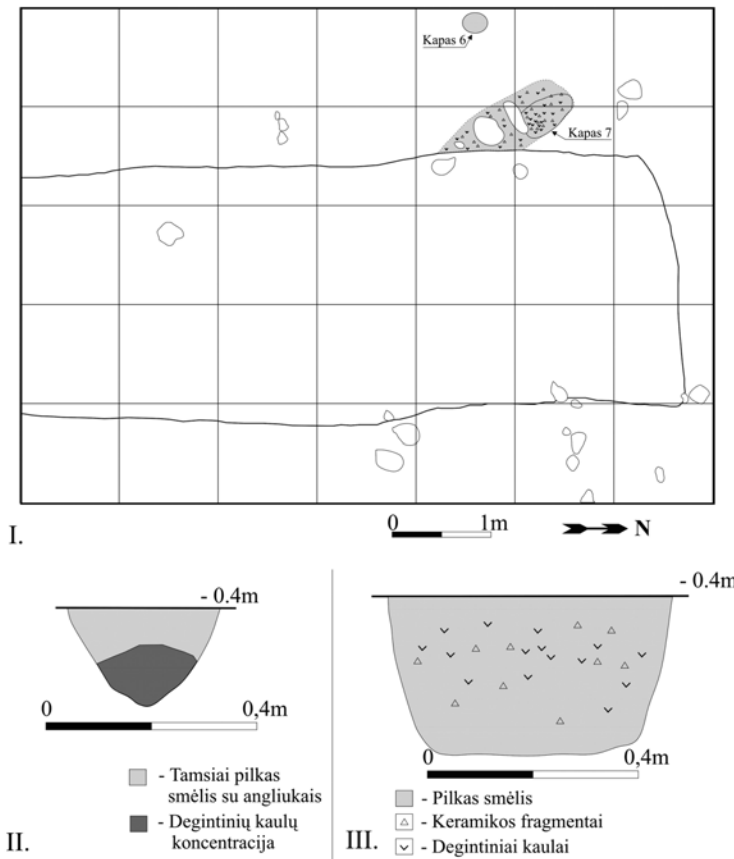 Kapas 6
Kapas 7
I.
0 1m
N
- 0.4m
0 0,4m
- Tamsiai pilkas
smėlis su angliukais
- Degintinių kaulų
koncentracija
II.
- 0.4m
0 0,4m
- Pilkas smėlis
- Keramikos fragmentai
- Degintiniai kaulai
III.